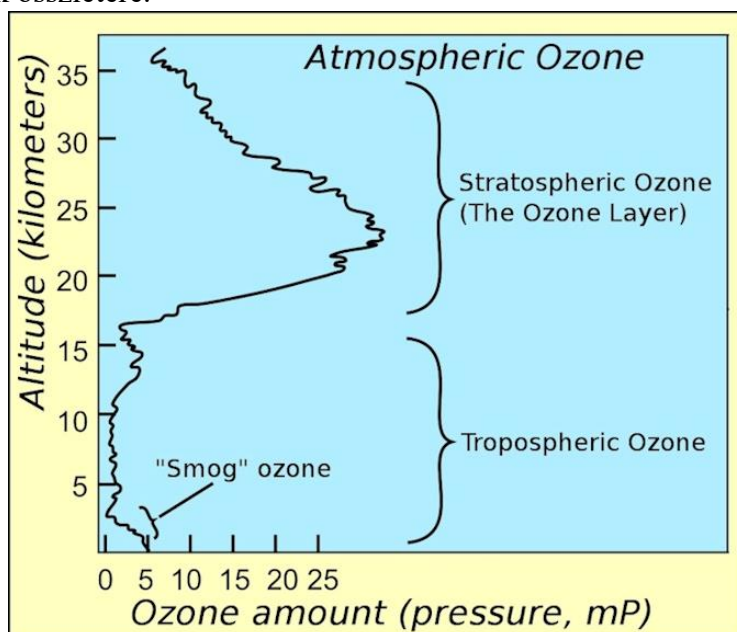 Atmospheric Ozone
Altitude (kilometers)
35
30
25
20
15
10
5
Stratospheric Ozone
(The Ozone Layer)
Tropospheric Ozone
"Smog" ozone
0 5 10 15 20 25
Ozone amount (pressure, mP)